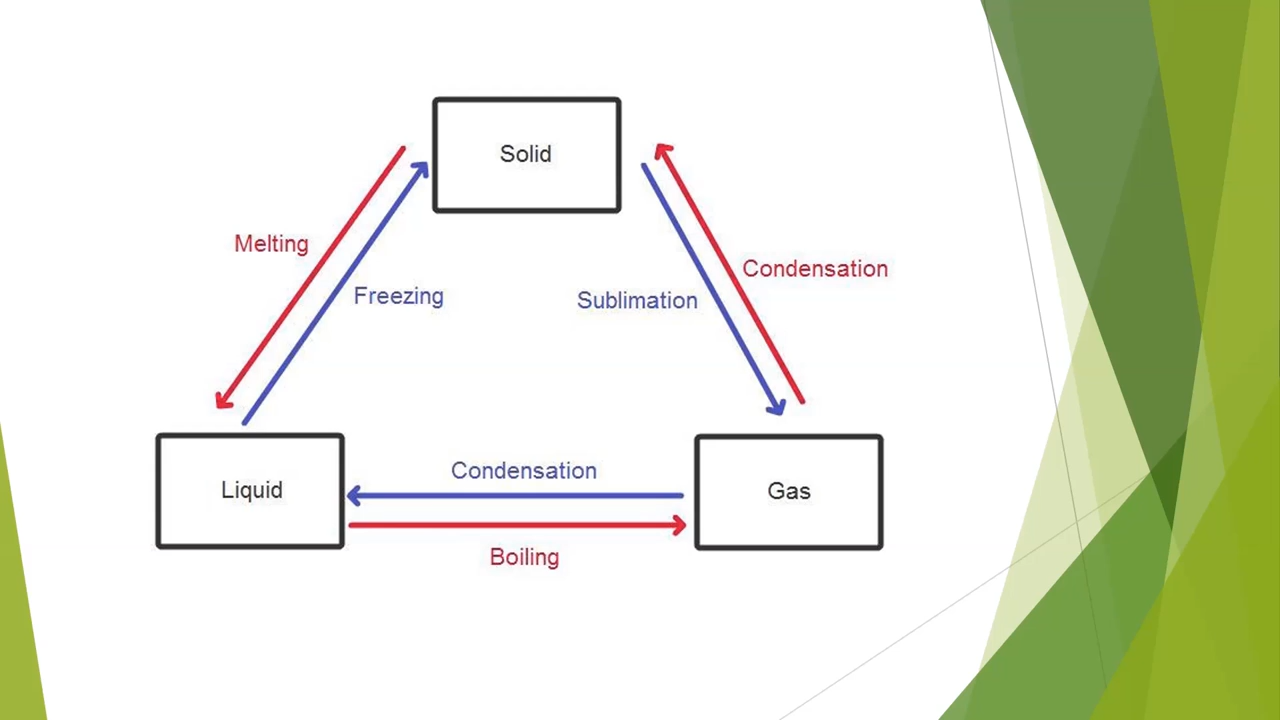 Solid
Melting
Condensation
Freezing
Sublimation
Condensation
Liquid
Gas
Boiling